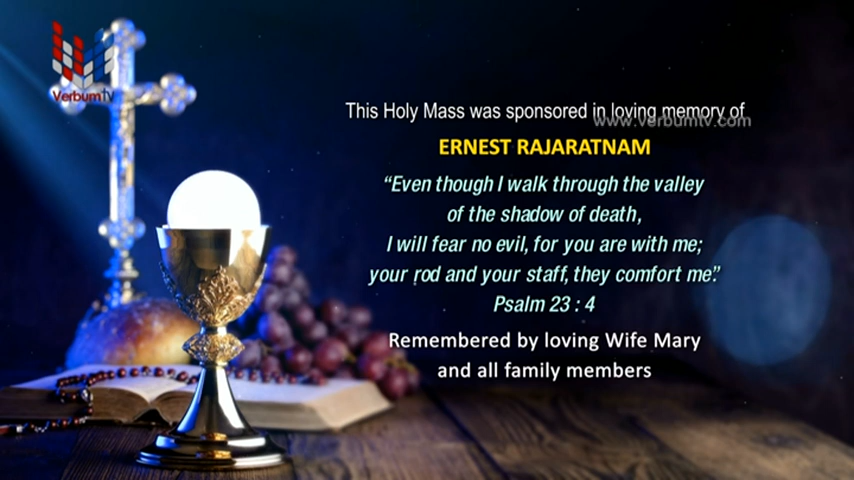 VerbumTV
This Holy Mass was sponsored in loving memory of
www.verbumtv.com
ERNEST RAJARATNAM
“Even though I walk through the valley
of the shadow of death,
I will fear no evil, for you are with me;
your rod and your staff, they comfort me.”
Psalm 23 : 4
Remembered by loving Wife Mary
and all family members